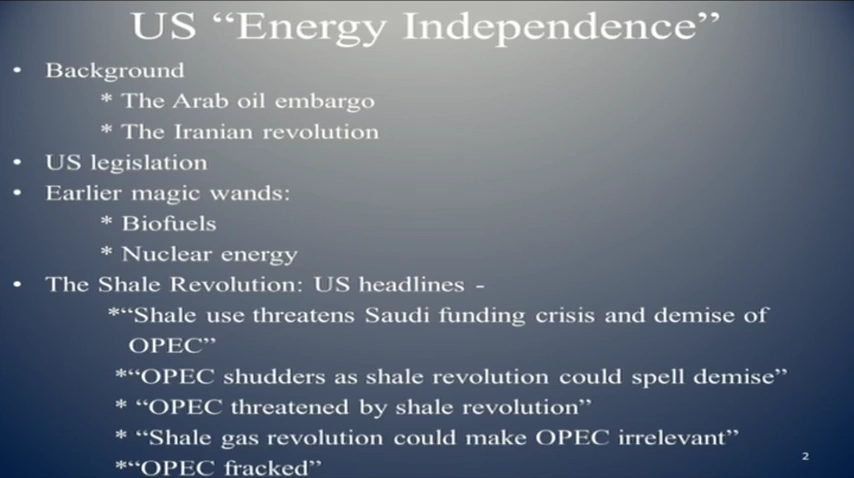 US “Energy Independence”
• Background
* The Arab oil embargo
* The Iranian revolution
• US legislation
• Earlier magic wands:
* Biofuels
* Nuclear energy
• The Shale Revolution: US headlines -
*“Shale use threatens Saudi funding crisis and demise of
OPEC”
*“OPEC shudders as shale revolution could spell demise”
* “OPEC threatened by shale revolution”
* “Shale gas revolution could make OPEC irrelevant”
*“OPEC fracked”
2